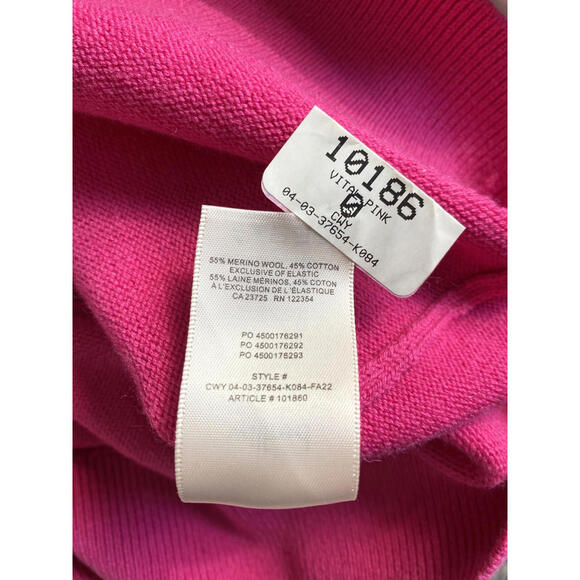 10186
0
VITAL PINK
CWY
04-03-37654-K084
55% MERINO WOOL, 45% COTTON
EXCLUSIVE OF ELASTIC
55% LAINE MÉRINOS, 45% COTON
À L'EXCLUSION DE L'ÉLASTIQUE
CA 23725 RN 122354
PO 4500176291
PO 4500176292
PO 4500176293
STYLE #
CWY 04-03-37654-K084-FA22
ARTICLE # 101860